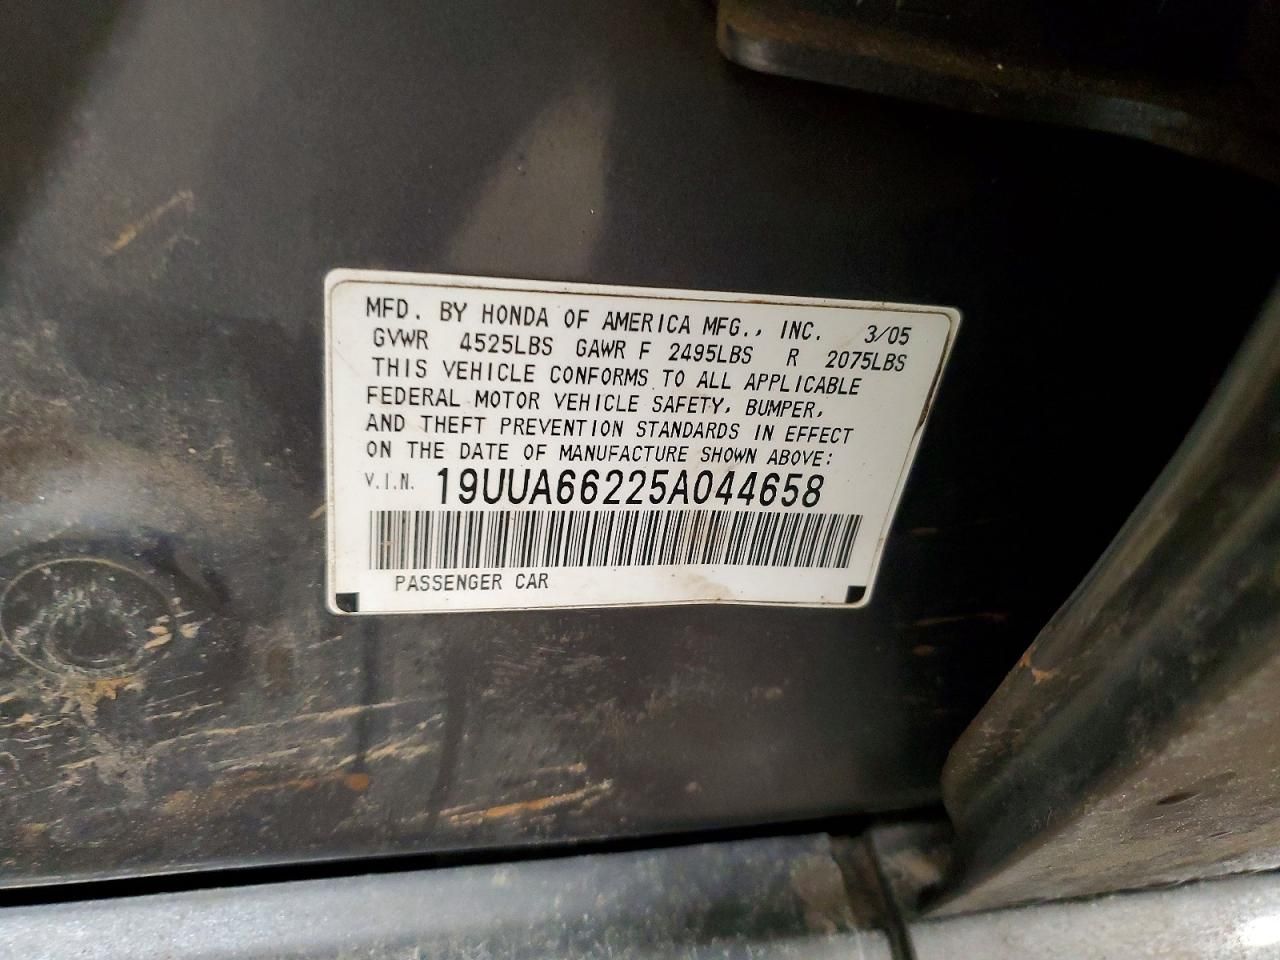 MFD. BY HONDA OF AMERICA MFG., INC. 3/05
GVWR 4525LBS GAWR F 2495LBS R 2075LBS
THIS VEHICLE CONFORMS TO ALL APPLICABLE
FEDERAL MOTOR VEHICLE SAFETY, BUMPER,
AND THEFT PREVENTION STANDARDS IN EFFECT
ON THE DATE OF MANUFACTURE SHOWN ABOVE:
V.I.N. 19UUA66225A044658
PASSENGER CAR